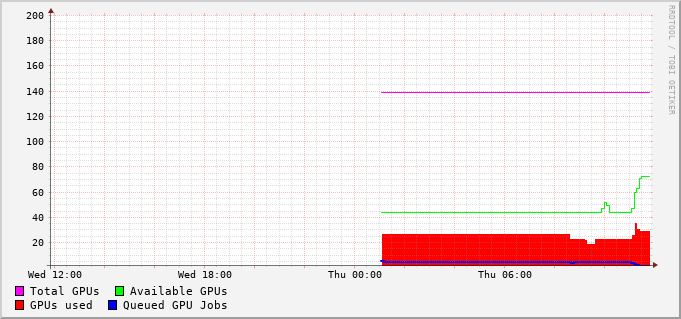 200
180
160
140
120
100
80
60
40
20
Wed 12:00 Wed 18:00 Thu 00:00 Thu 06:00
Total GPUs Available GPUs
GPUs used Queued GPU Jobs
RRDTOOL / TOBI OETIKER